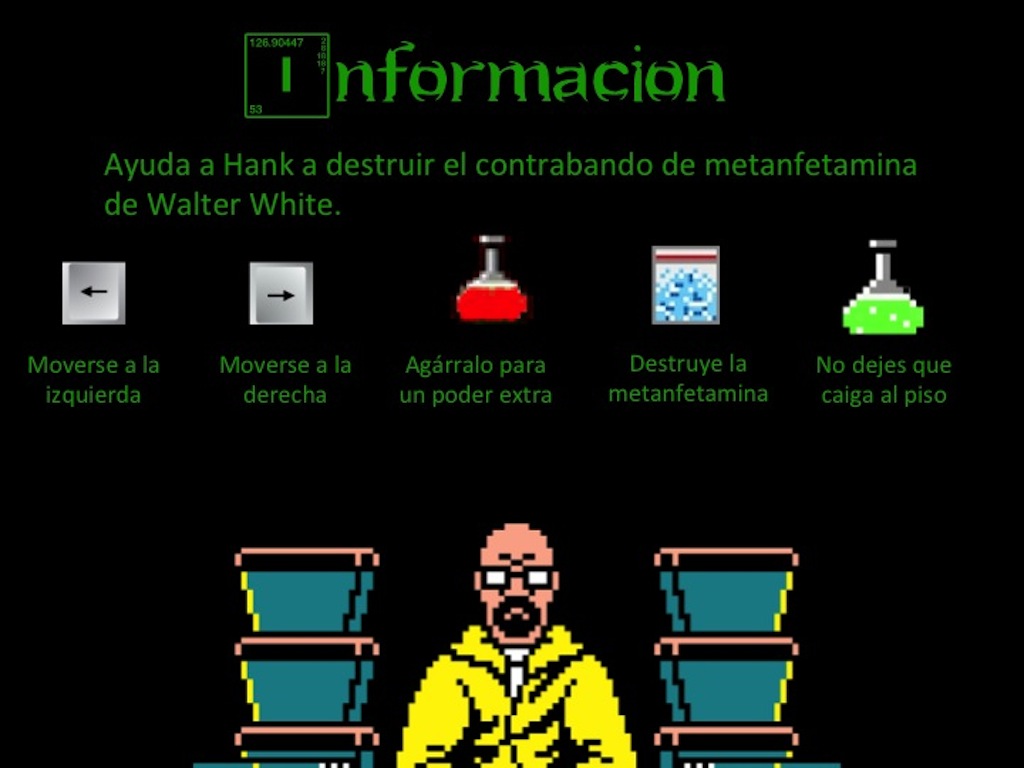 126.90447
2
8
18
18
7
Informacion
53
Ayuda a Hank a destruir el contrabando de metanfetamina
de Walter White.
Moverse a la
izquierda
Moverse a la
derecha
Agárralo para
un poder extra
Destruye la
metanfetamina
No dejes que
caiga al piso